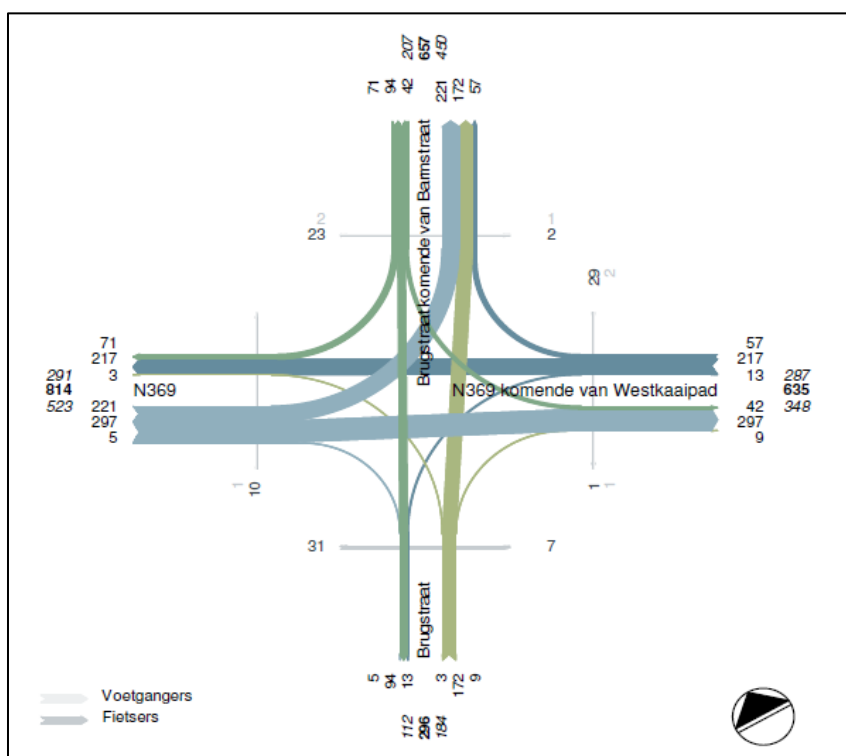 207 657 450
71 94 42 221 172 57
Brugstraat komende van Barmstraat
2
23
1
2
29 2
71
217
3
291
814
523
N369
221
297
5
57
217
13
287
635
348
N369 komende van Westkaaipad
42
297
9
1 10
1 1
31
7
Brugstraat
5 94 13 3 172 9
112 296 184
Voetgangers
Fietsers